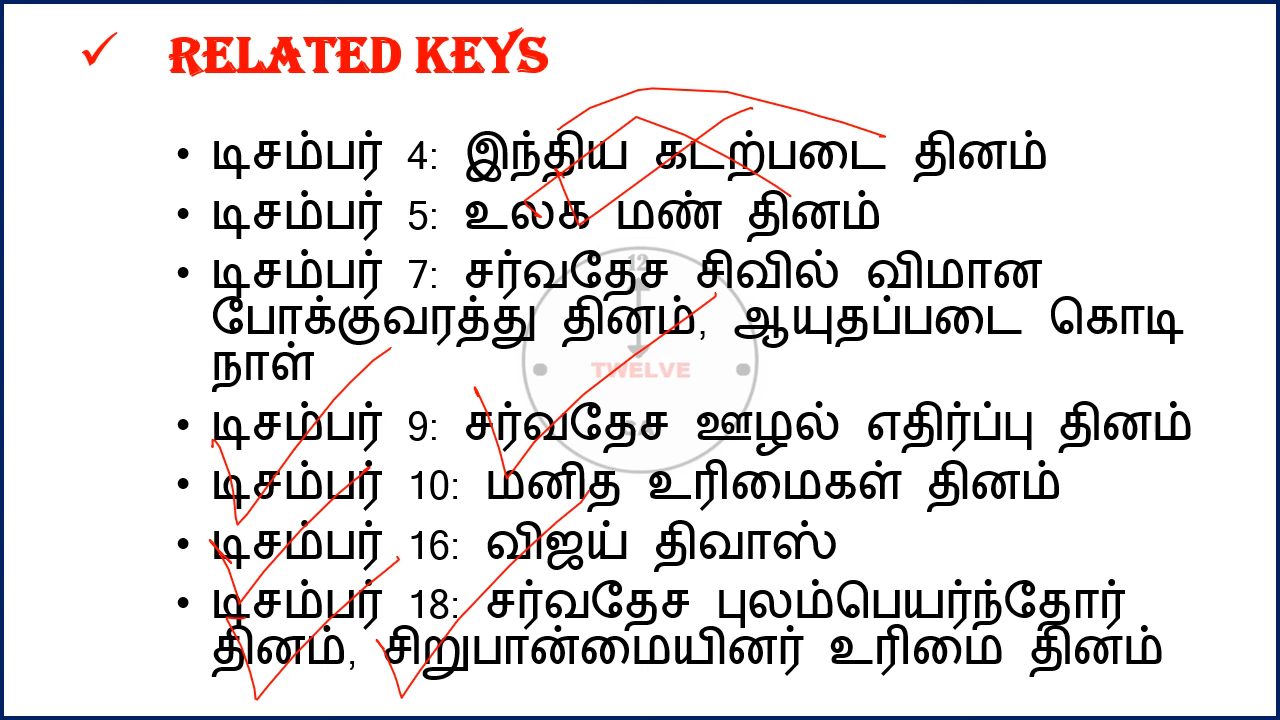 ✓ RELATED KEYS
• டிசம்பர் 4: இந்திய கடற்படை தினம்
• டிசம்பர் 5: உலக மண் தினம்
• டிசம்பர் 7: சர்வதேச சிவில் விமான
போக்குவரத்து தினம், ஆயுதப்படை கொடி
நாள்
• டிசம்பர் 9: சர்வதேச ஊழல் எதிர்ப்பு தினம்
• டிசம்பர் 10: மனித உரிமைகள் தினம்
• டிசம்பர் 16: விஜய் திவாஸ்
• டிசம்பர் 18: சர்வதேச புலம்பெயர்ந்தோர்
தினம், சிறுபான்மையினர் உரிமை தினம்
12
TWELVE